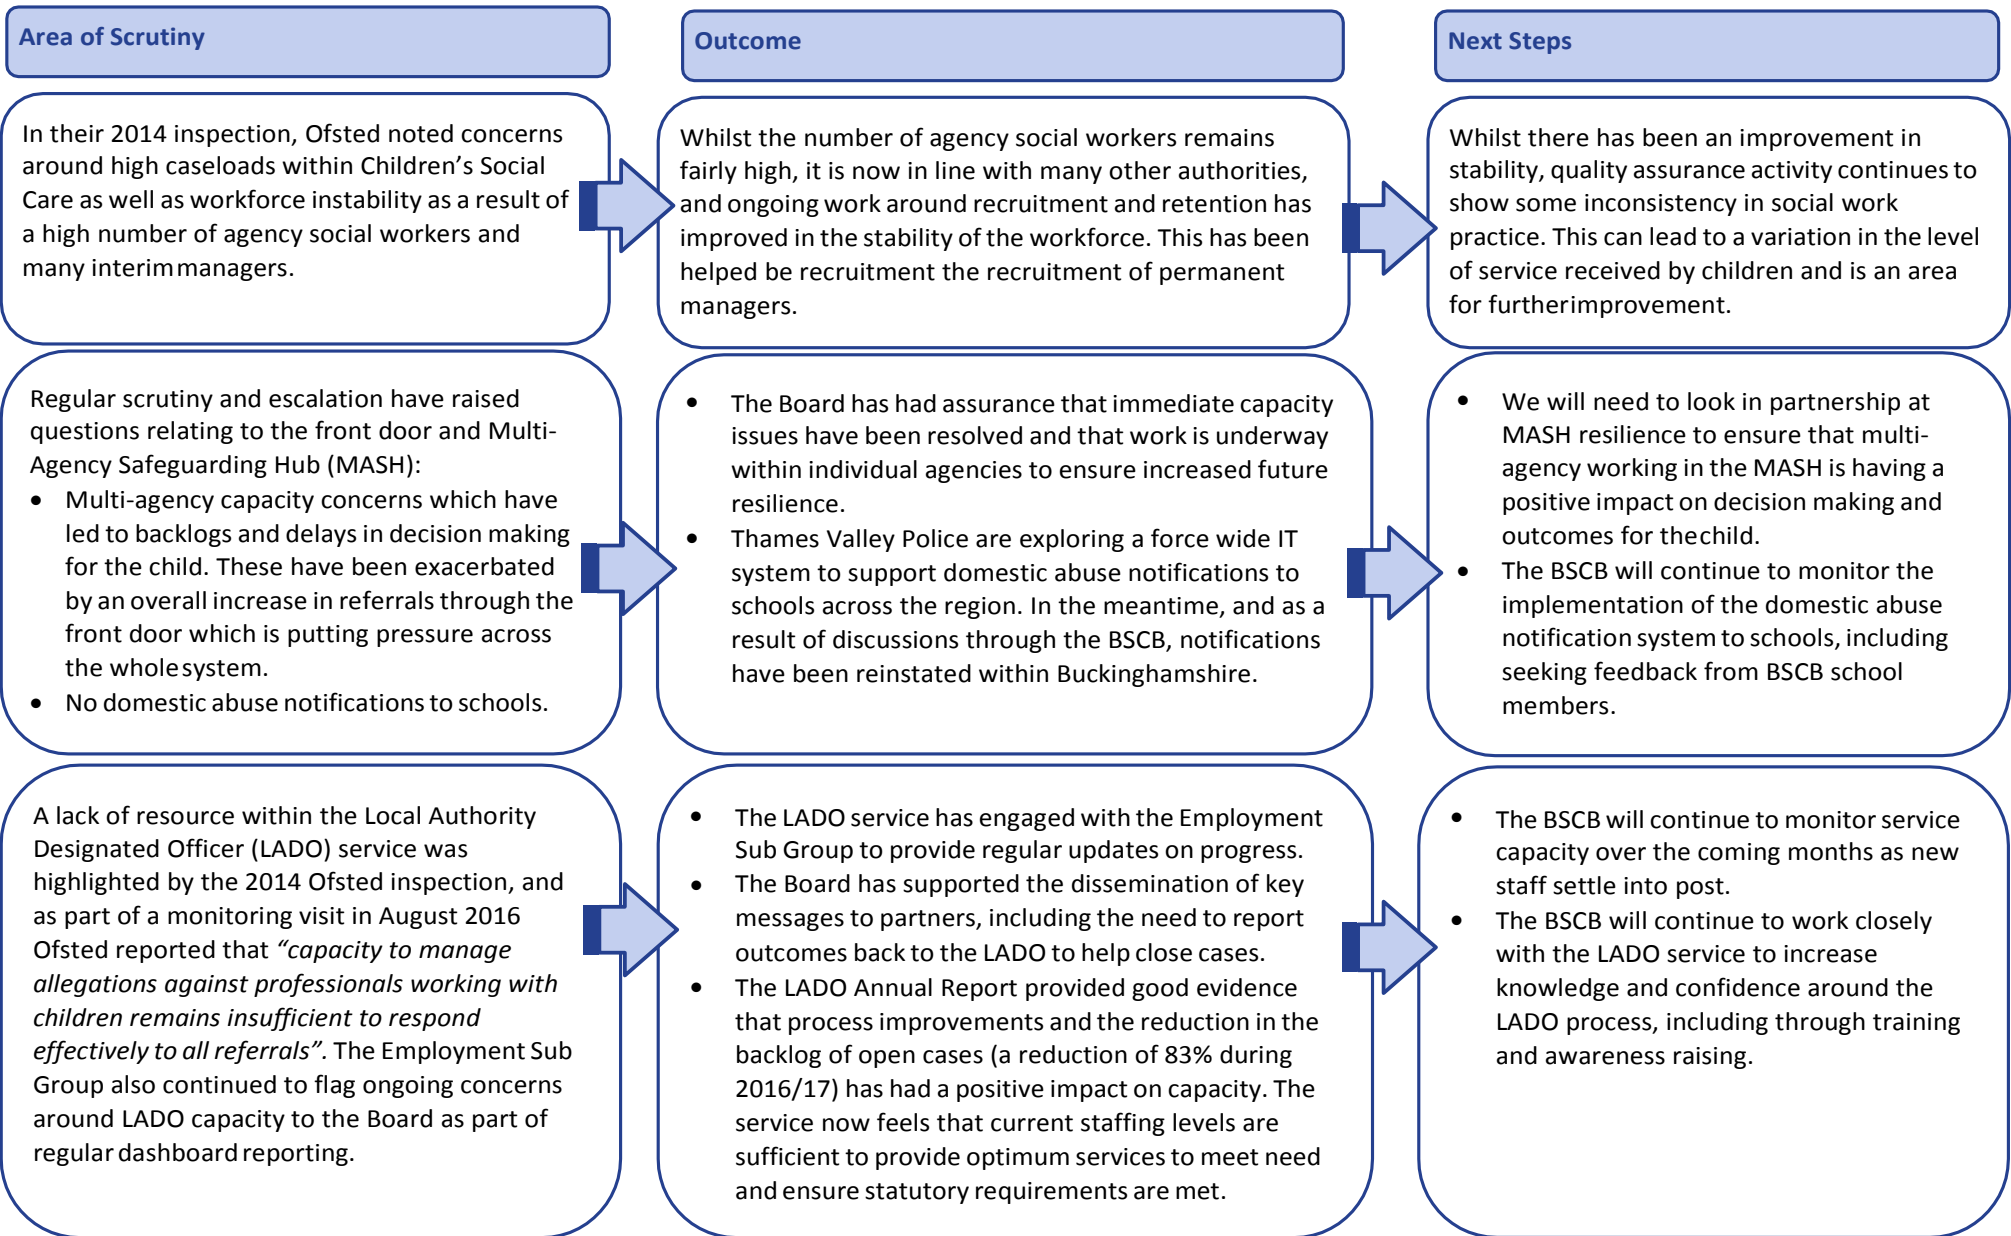 Area of Scrutiny
Outcome
Next Steps
In their 2014 inspection, Ofsted noted concerns
around high caseloads within Children’s Social
Care as well as workforce instability as a result of
a high number of agency social workers and
many interim managers.
Whilst the number of agency social workers remains
fairly high, it is now in line with many other authorities,
and ongoing work around recruitment and retention has
improved in the stability of the workforce. This has been
helped be recruitment the recruitment of permanent
managers.
Whilst there has been an improvement in
stability, quality assurance activity continues to
show some inconsistency in social work
practice. This can lead to a variation in the level
of service received by children and is an area
for furtherimprovement.
Regular scrutiny and escalation have raised
questions relating to the front door and Multi-
Agency Safeguarding Hub (MASH):
• Multi-agency capacity concerns which have
led to backlogs and delays in decision making
for the child. These have been exacerbated
by an overall increase in referrals through the
front door which is putting pressure across
the whole system.
• No domestic abuse notifications to schools.
• The Board has had assurance that immediate capacity
issues have been resolved and that work is underway
within individual agencies to ensure increased future
resilience.
• Thames Valley Police are exploring a force wide IT
system to support domestic abuse notifications to
schools across the region. In the meantime, and as a
result of discussions through the BSCB, notifications
have been reinstated within Buckinghamshire.
• We will need to look in partnership at
MASH resilience to ensure that multi-
agency working in the MASH is having a
positive impact on decision making and
outcomes for thechild.
• The BSCB will continue to monitor the
implementation of the domestic abuse
notification system to schools, including
seeking feedback from BSCB school
members.
A lack of resource within the Local Authority
Designated Officer (LADO) service was
highlighted by the 2014 Ofsted inspection, and
as part of a monitoring visit in August 2016
Ofsted reported that “capacity to manage
allegations against professionals working with
children remains insufficient to respond
effectively to all referrals”. The Employment Sub
Group also continued to flag ongoing concerns
around LADO capacity to the Board as part of
regular dashboard reporting.
• The LADO service has engaged with the Employment
Sub Group to provide regular updates on progress.
• The Board has supported the dissemination of key
messages to partners, including the need to report
outcomes back to the LADO to help close cases.
• The LADO Annual Report provided good evidence
that process improvements and the reduction in the
backlog of open cases (a reduction of 83% during
2016/17) has had a positive impact on capacity. The
service now feels that current staffing levels are
sufficient to provide optimum services to meet need
and ensure statutory requirements are met.
• The BSCB will continue to monitor service
capacity over the coming months as new
staff settle into post.
• The BSCB will continue to work closely
with the LADO service to increase
knowledge and confidence around the
LADO process, including through training
and awareness raising.